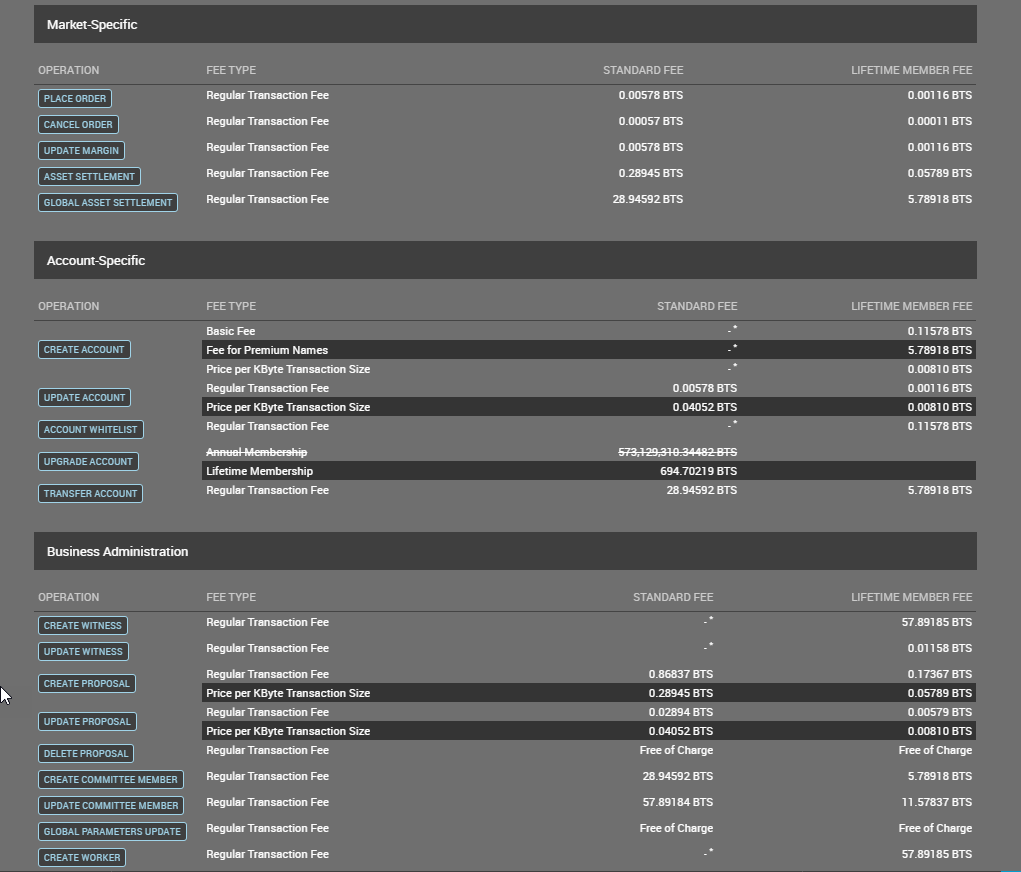 Market-Specific
OPERATION FEE TYPE STANDARD FEE LIFETIME MEMBER FEE
PLACE ORDER Regular Transaction Fee 0.00578 BTS 0.00116 BTS
CANCEL ORDER Regular Transaction Fee 0.00057 BTS 0.00011 BTS
UPDATE MARGIN Regular Transaction Fee 0.00578 BTS 0.00116 BTS
ASSET SETTLEMENT Regular Transaction Fee 0.28945 BTS 0.05789 BTS
GLOBAL ASSET SETTLEMENT Regular Transaction Fee 28.94592 BTS 5.78918 BTS
Account-Specific
OPERATION FEE TYPE STANDARD FEE LIFETIME MEMBER FEE
Basic Fee - * 0.11578 BTS
CREATE ACCOUNT Fee for Premium Names - * 5.78918 BTS
Price per KByte Transaction Size - * 0.00810 BTS
UPDATE ACCOUNT Regular Transaction Fee 0.00578 BTS 0.00116 BTS
Price per KByte Transaction Size 0.04052 BTS 0.00810 BTS
ACCOUNT WHITELIST Regular Transaction Fee - * 0.11578 BTS
UPGRADE ACCOUNT Annual Membership 573,129,310.34482 BTS
Lifetime Membership 694.70219 BTS
TRANSFER ACCOUNT Regular Transaction Fee 28.94592 BTS 5.78918 BTS
Business Administration
OPERATION FEE TYPE STANDARD FEE LIFETIME MEMBER FEE
CREATE WITNESS Regular Transaction Fee - * 57.89185 BTS
UPDATE WITNESS Regular Transaction Fee - * 0.01158 BTS
CREATE PROPOSAL Regular Transaction Fee 0.86837 BTS 0.17367 BTS
Price per KByte Transaction Size 0.28945 BTS 0.05789 BTS
UPDATE PROPOSAL Regular Transaction Fee 0.02894 BTS 0.00579 BTS
Price per KByte Transaction Size 0.04052 BTS 0.00810 BTS
DELETE PROPOSAL Regular Transaction Fee Free of Charge Free of Charge
CREATE COMMITTEE MEMBER Regular Transaction Fee 28.94592 BTS 5.78918 BTS
UPDATE COMMITTEE MEMBER Regular Transaction Fee 57.89184 BTS 11.57837 BTS
GLOBAL PARAMETERS UPDATE Regular Transaction Fee Free of Charge Free of Charge
CREATE WORKER Regular Transaction Fee - * 57.89185 BTS